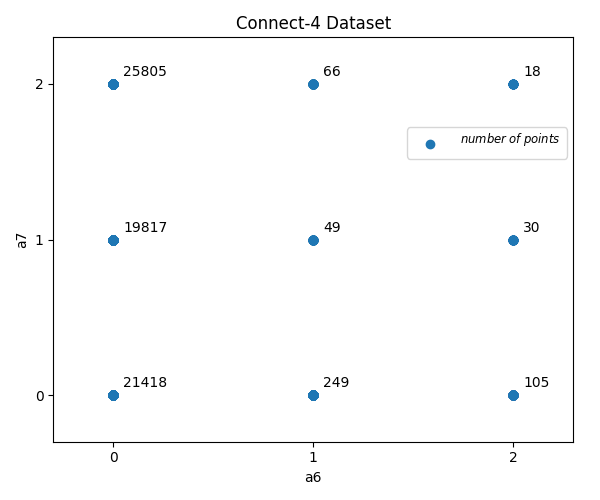 Connect-4 Dataset
25805 66 18
2
number of points
19817 49 30
1
a7
21418 249 105
0
0 1 2
a6